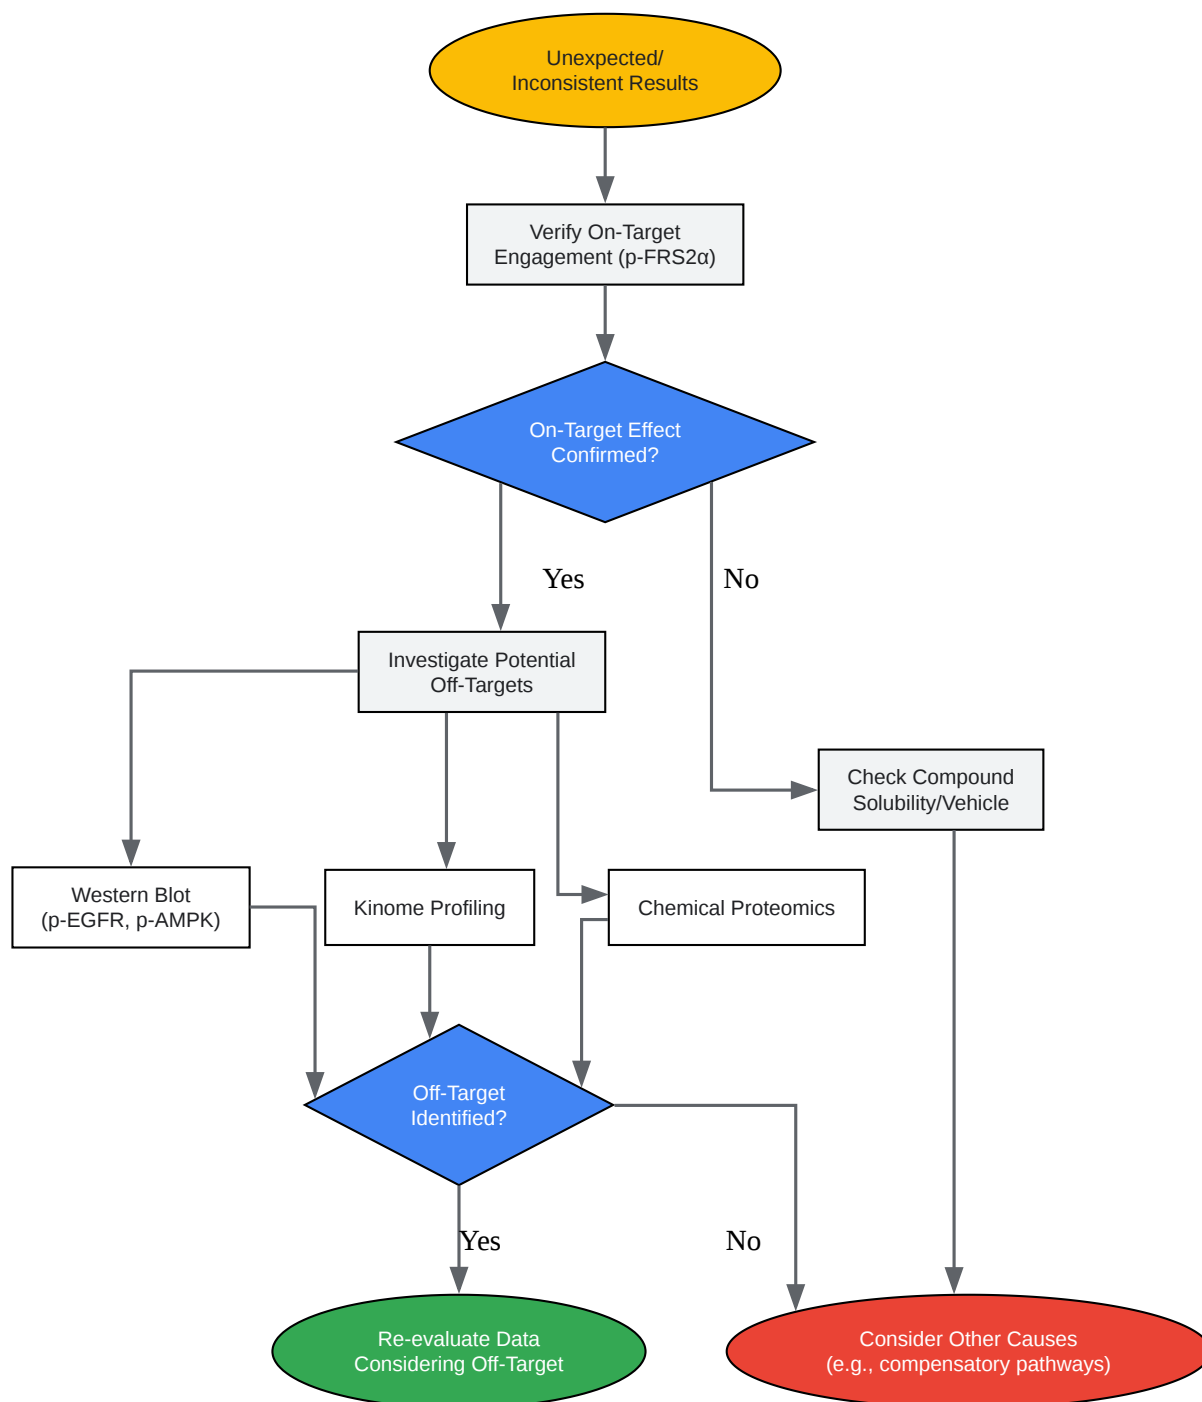 Unexpected/
Inconsistent Results
Verify On-Target
Engagement (p-FRS2α)
On-Target Effect
Confirmed?
Yes
No
Investigate Potential
Off-Targets
Check Compound
Solubility/Vehicle
Western Blot
(p-EGFR, p-AMPK)
Kinome Profiling
Chemical Proteomics
Off-Target
Identified?
Yes
No
Re-evaluate Data
Considering Off-Target
Consider Other Causes
(e.g., compensatory pathways)